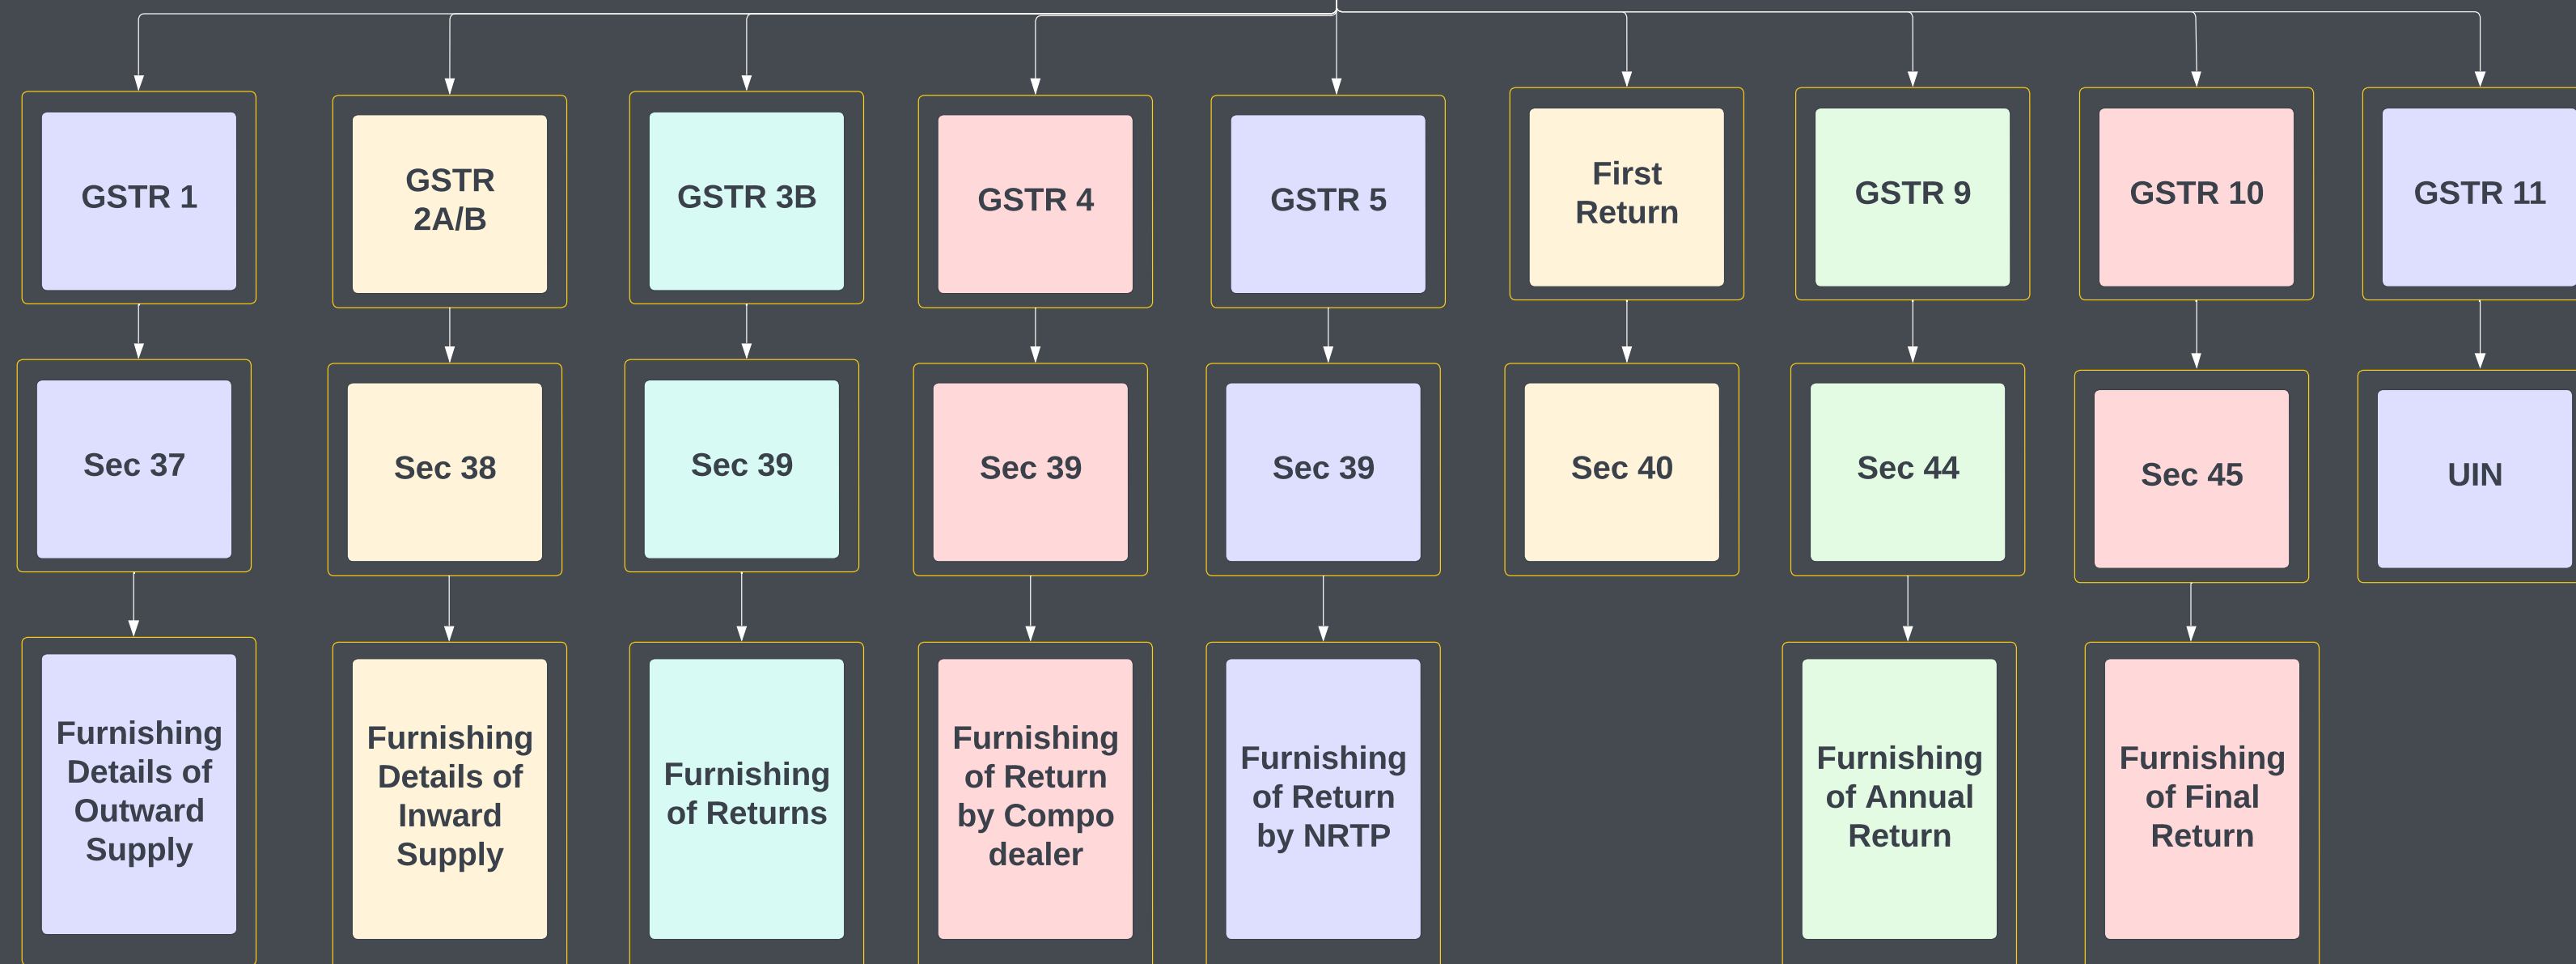 GSTR 1
GSTR
2A/B
GSTR 3B
GSTR 4
GSTR 5
First
Return
GSTR 9
GSTR 10
GSTR 11
Sec 37
Sec 38
Sec 39
Sec 39
Sec 39
Sec 40
Sec 44
Sec 45
UIN
Furnishing
Details of
Outward
Supply
Furnishing
Details of
Inward
Supply
Furnishing
of Returns
Furnishing
of Return
by Compo
dealer
Furnishing
of Return
by NRTP
Furnishing
of Annual
Return
Furnishing
of Final
Return